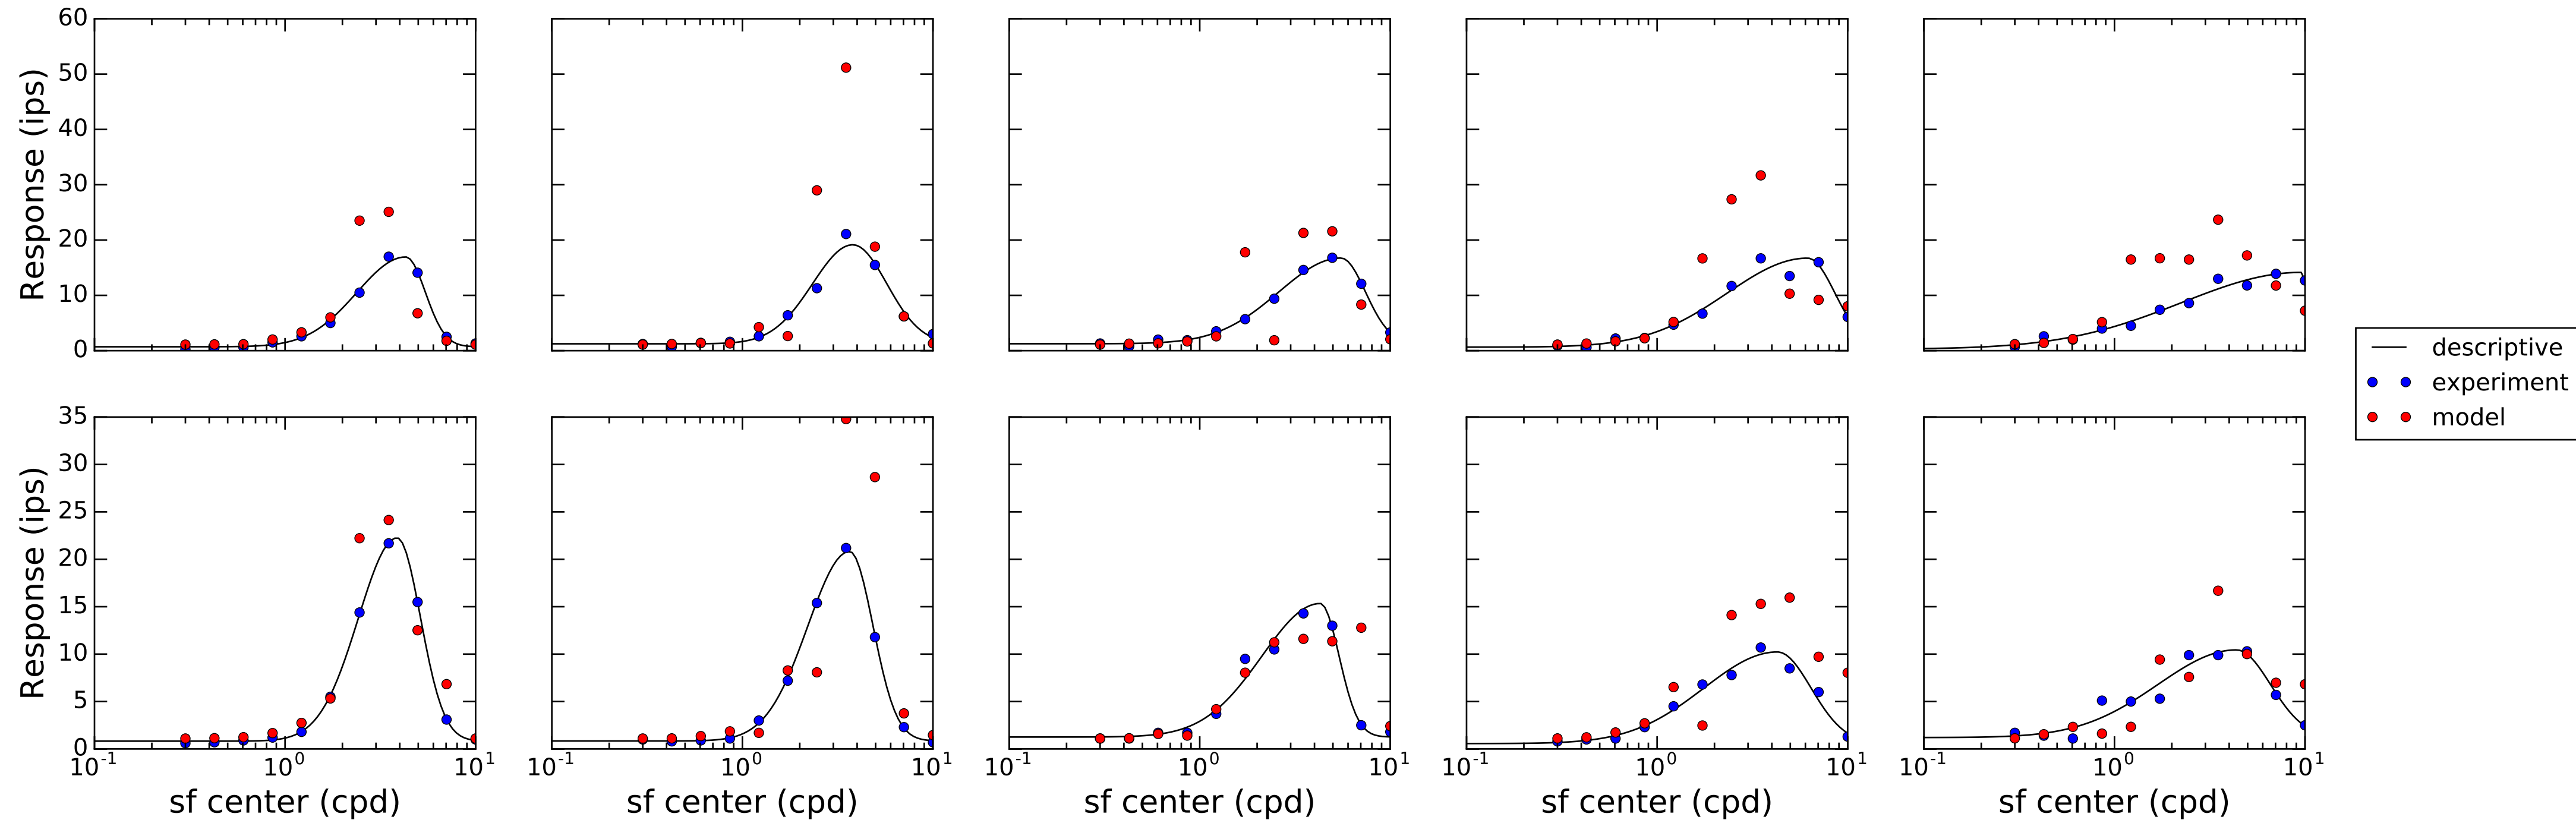 60
50
40
30
20
10
0
Response (ips)
35
30
25
20
15
10
5
0
Response (ips)
10^-1 10^0 10^1
10^-1 10^0 10^1
10^-1 10^0 10^1
10^-1 10^0 10^1
10^-1 10^0 10^1
sf center (cpd)
sf center (cpd)
sf center (cpd)
sf center (cpd)
sf center (cpd)
descriptive
experiment
model